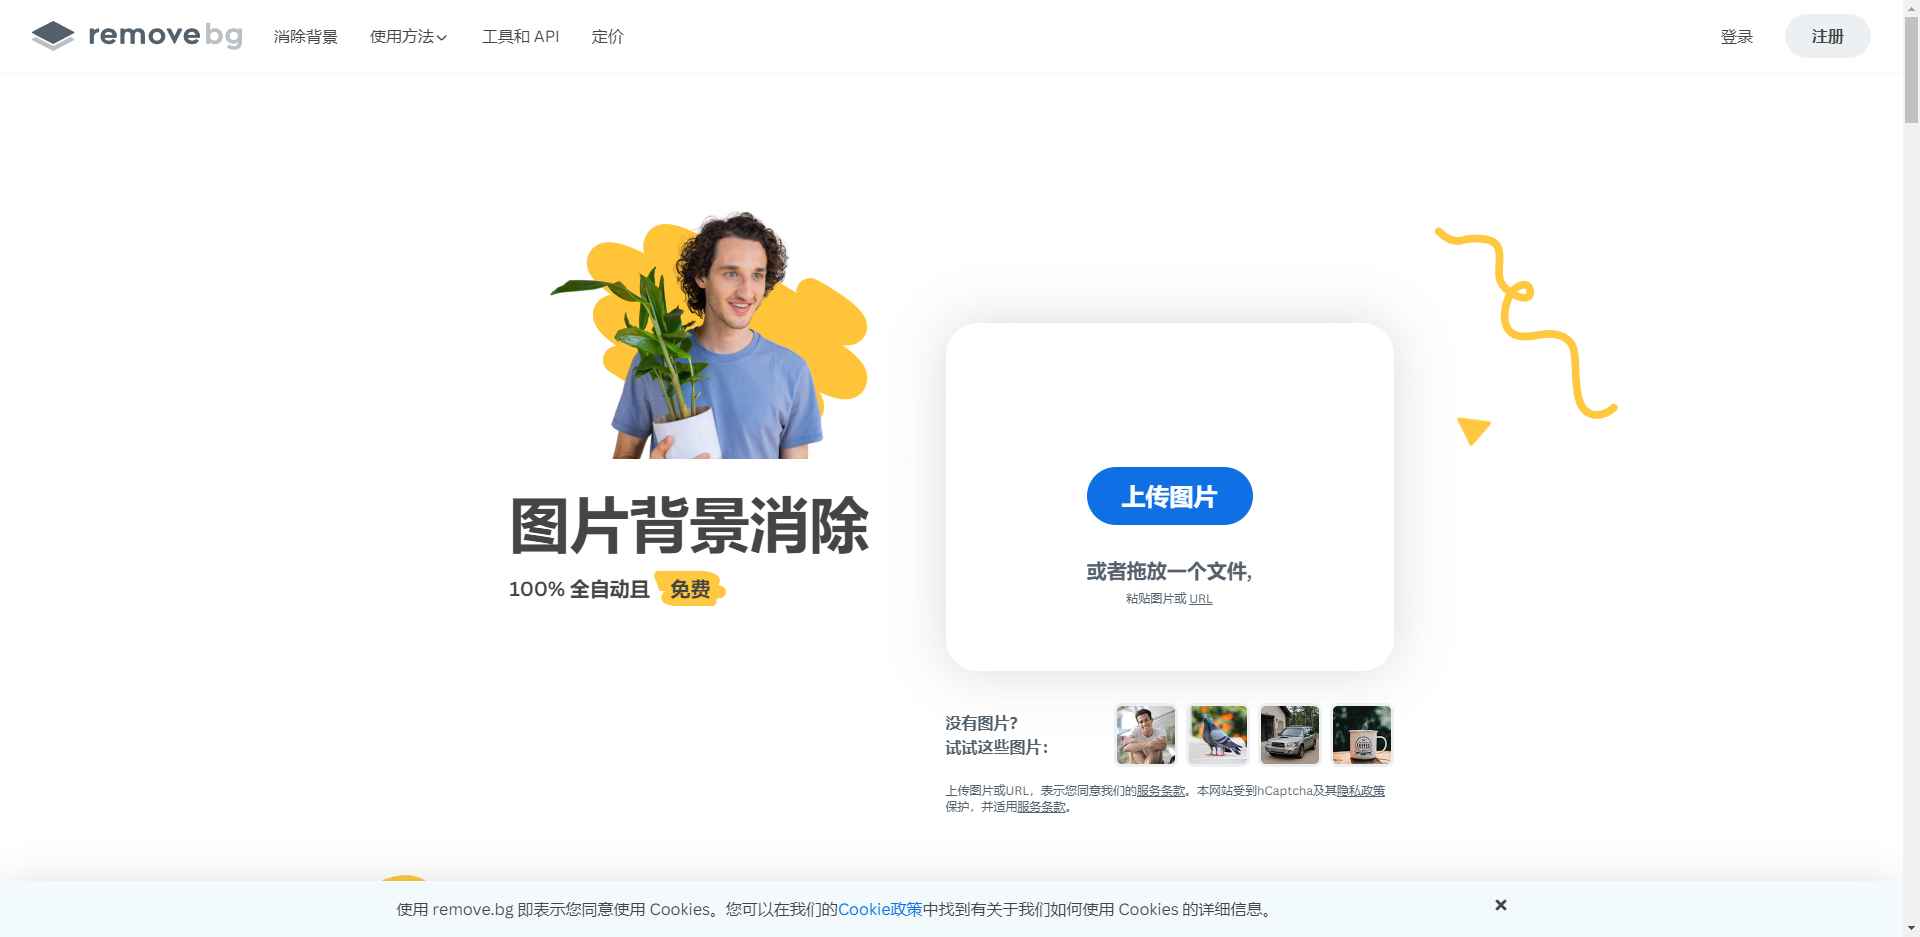 removebg
消除背景
使用方法
工具和 API
定价
登录
注册
图片背景消除
100% 全自动且 免费
上传图片
或者拖放一个文件,
粘贴图片或 URL
没有图片?
试试这些图片：
上传图片或URL，表示您同意我们的服务条款。本网站受到hCaptcha及其隐私政策
保护，并适用服务条款。
使用 remove.bg 即表示您同意使用 Cookies。您可以在我们的Cookie政策中找到有关于我们如何使用 Cookies 的详细信息。